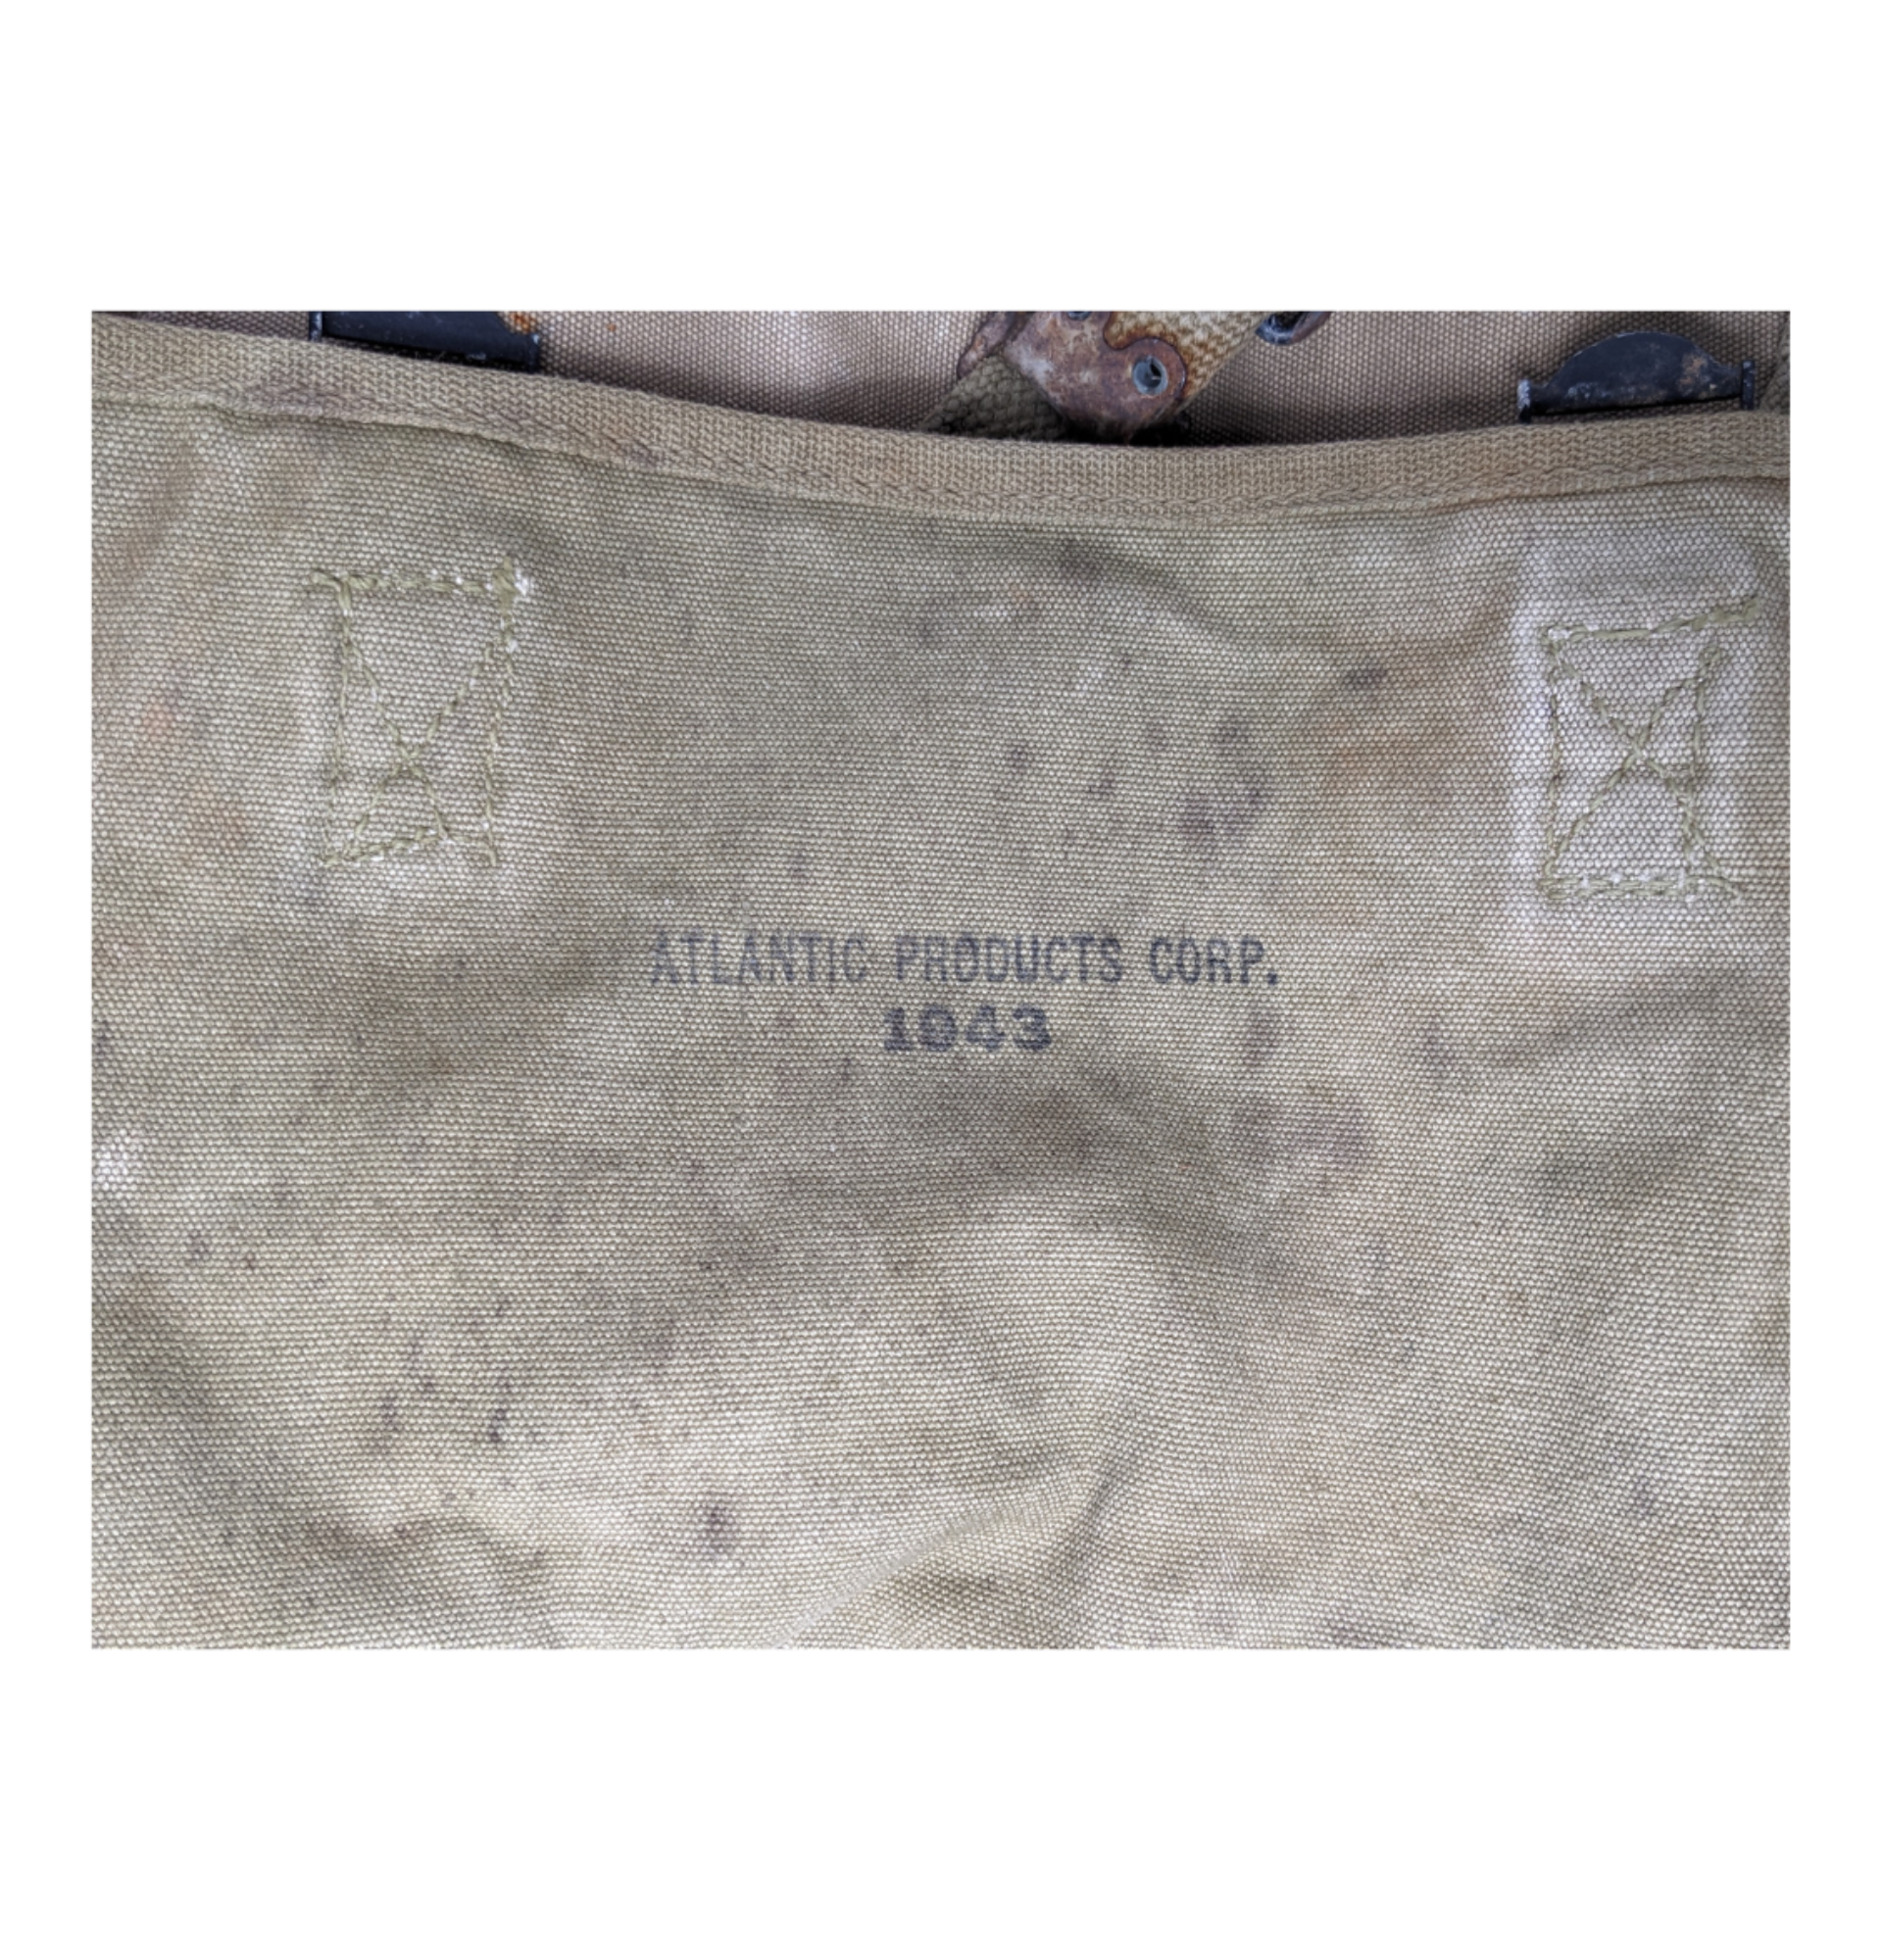 ATLANTIC PRODUCTS CORP.
1943